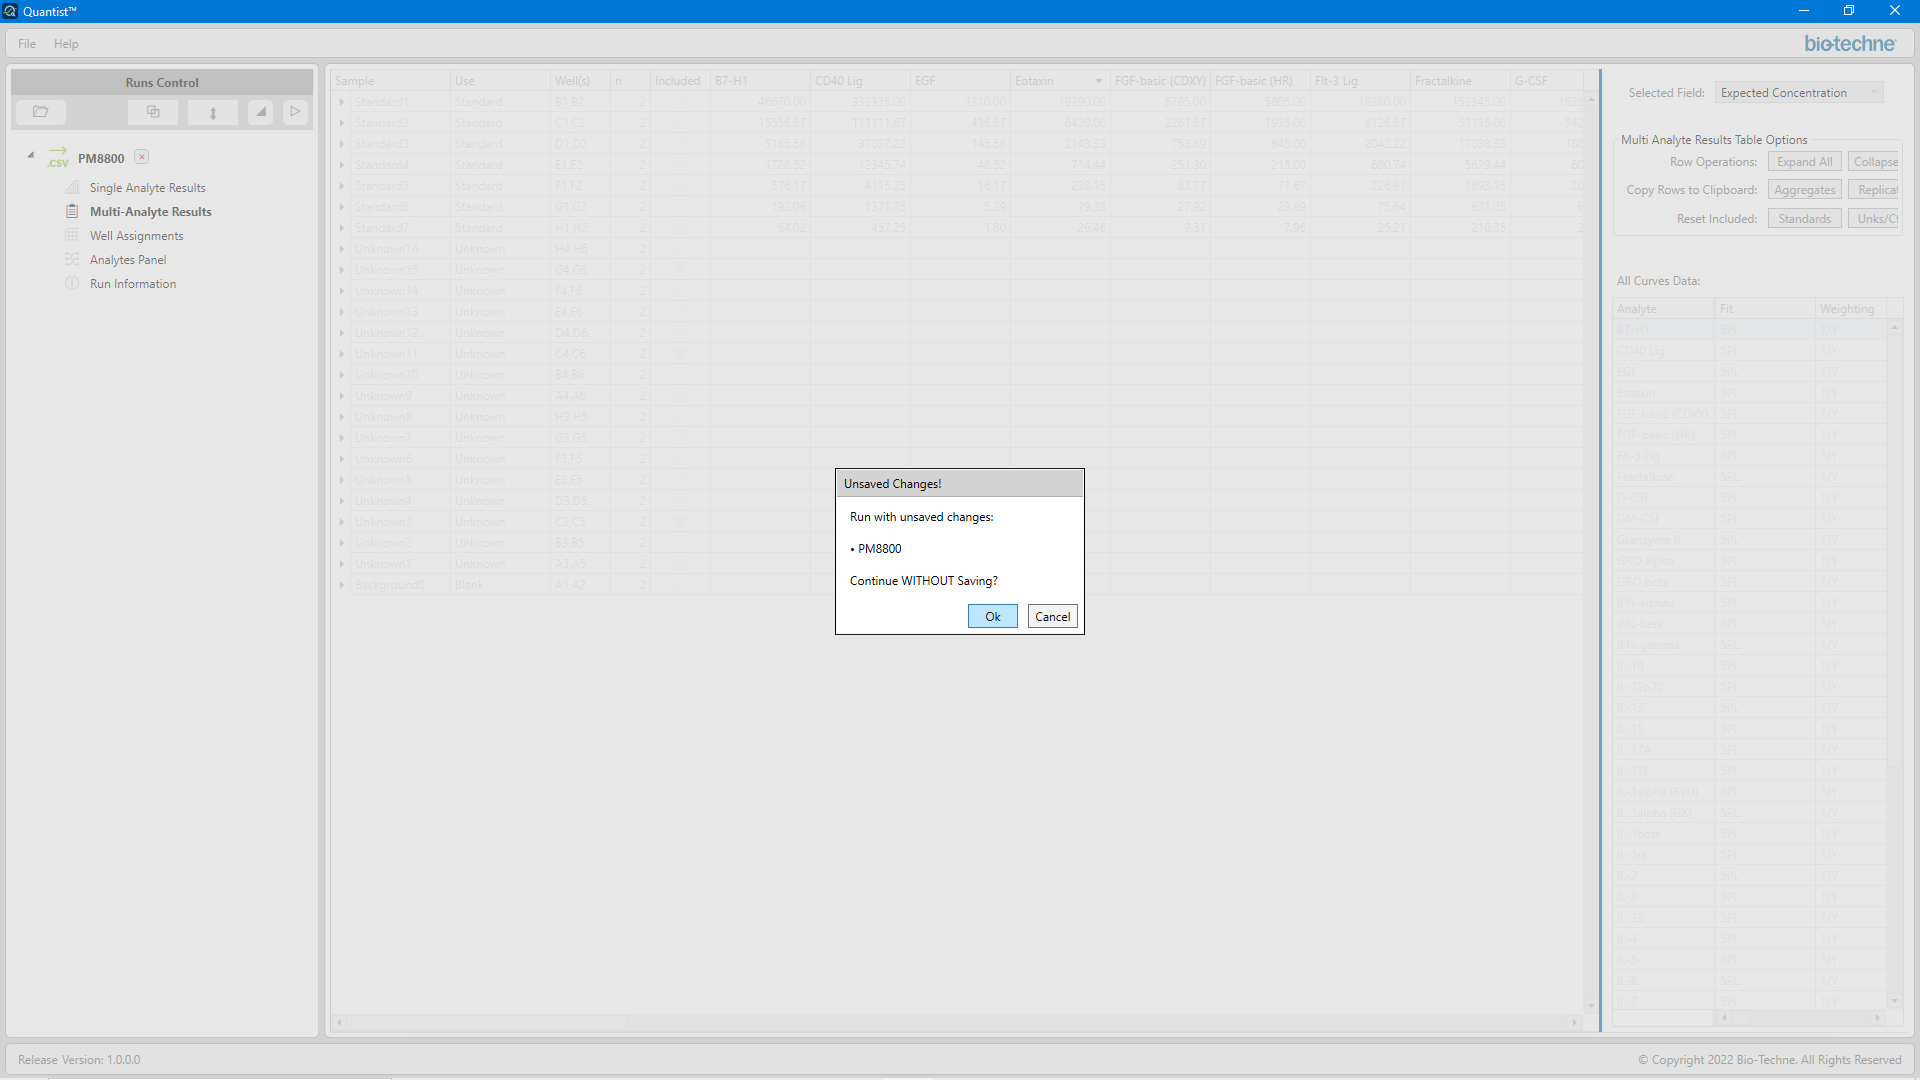 Quantist™
File Help
bio-techne
Runs Control
PM8800
.CSV
Single Analyte Results
Multi-Analyte Results
Well Assignments
Analytes Panel
Run Information
Sample Use Well(s) n Included B7-H1 CD40 Lig EGF Eotaxin FGF-basic (CDXY) FGF-basic (HR) Flt-3 Lig Fractalkine G-CSF
Standard1 Standard B1,B2 2 46670.00 333335.00 1310.00 19290.00 6785.00 5805.00 18380.00 153345.00
Standard2 Standard C1,C2 2 15556.67 111111.67 436.67 6430.00 2261.67 1935.00 6126.67 51115.00
Standard3 Standard D1,D2 2 5185.56 37037.22 145.56 2143.33 753.89 645.00 2042.22 17038.33
Standard4 Standard E1,E2 2 1728.52 12345.74 48.52 714.44 251.30 215.00 680.74 5679.44
Standard5 Standard F1,F2 2 576.17 4115.25 16.17 238.15 83.77 71.67 226.91 1893.15
Standard6 Standard G1,G2 2 192.06 1371.75 5.39 79.38 27.92 23.89 75.64 631.05
Standard7 Standard H1,H2 2 64.02 457.25 1.80 26.46 9.31 7.96 25.21 210.35
Unknown16 Unknown H4,H6 2
Unknown15 Unknown G4,G6 2
Unknown14 Unknown F4,F6 2
Unknown13 Unknown E4,E6 2
Unknown12 Unknown D4,D6 2
Unknown11 Unknown C4,C6 2
Unknown10 Unknown B4,B6 2
Unknown9 Unknown A4,A6 2
Unknown8 Unknown H3,H5 2
Unknown7 Unknown G3,G5 2
Unknown6 Unknown F3,F5 2
Unknown5 Unknown E3,E5 2
Unknown4 Unknown D3,D5 2
Unknown3 Unknown C3,C5 2
Unknown2 Unknown B3,B5 2
Unknown1 Unknown A3,A5 2
Background0 Blank A1,A2 2
Unsaved Changes!
Run with unsaved changes:
• PM8800
Continue WITHOUT Saving?
Ok Cancel
Selected Field: Expected Concentration
Multi Analyte Results Table Options
Row Operations: Expand All Collapse
Copy Rows to Clipboard: Aggregates Replicat
Reset Included: Standards Unks/Ct
All Curves Data:
Analyte Fit Weighting
B7-H1 5PL 1/Y
CD40 Lig 5PL 1/Y
EGF 5PL 1/Y
Eotaxin 5PL 1/Y
FGF-basic (CDXY) 5PL 1/Y
FGF-basic (HR) 5PL 1/Y
Flt-3 Lig 5PL 1/Y
Fractalkine 5PL 1/Y
G-CSF 5PL 1/Y
GM-CSF 5PL 1/Y
Granzyme B 5PL 1/Y
GRO alpha 5PL 1/Y
GRO beta 5PL 1/Y
IFN-alpha2 5PL 1/Y
IFN-beta 5PL 1/Y
IFN-gamma 5PL 1/Y
IL-10 5PL 1/Y
IL-12p70 5PL 1/Y
IL-13 5PL 1/Y
IL-15 5PL 1/Y
IL-17A 5PL 1/Y
IL-17E 5PL 1/Y
IL-1alpha (BYO) 5PL 1/Y
IL-1alpha (GX) 5PL 1/Y
IL-1beta 5PL 1/Y
IL-1ra 5PL 1/Y
IL-2 5PL 1/Y
IL-3 5PL 1/Y
IL-33 5PL 1/Y
IL-4 5PL 1/Y
IL-5 5PL 1/Y
IL-6 5PL 1/Y
IL-7 5PL 1/Y
Release Version: 1.0.0.0
© Copyright 2022 Bio-Techne. All Rights Reserved